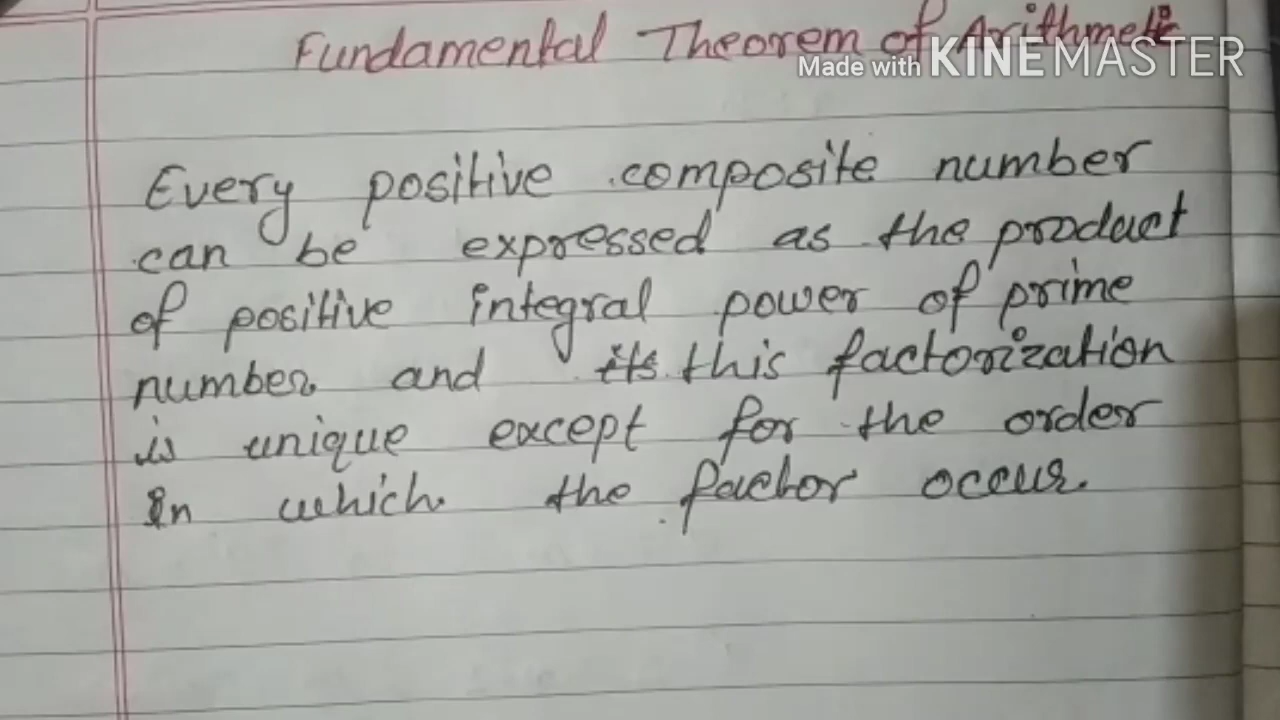 Fundamental Theorem of Arithmetic
Made with KINEMASTER
Every positive composite number
can be expressed as the product
of positive integral power of prime
number and its this factorization
is unique except for the order
in which the factor occur.